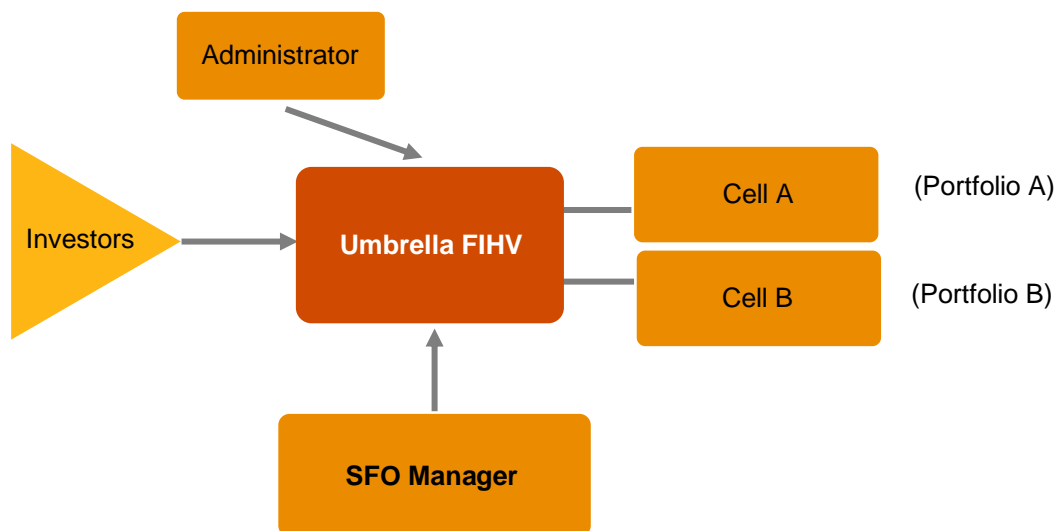 Administrator
Investors
Umbrella FIHV
Cell A
(Portfolio A)
Cell B
(Portfolio B)
SFO Manager